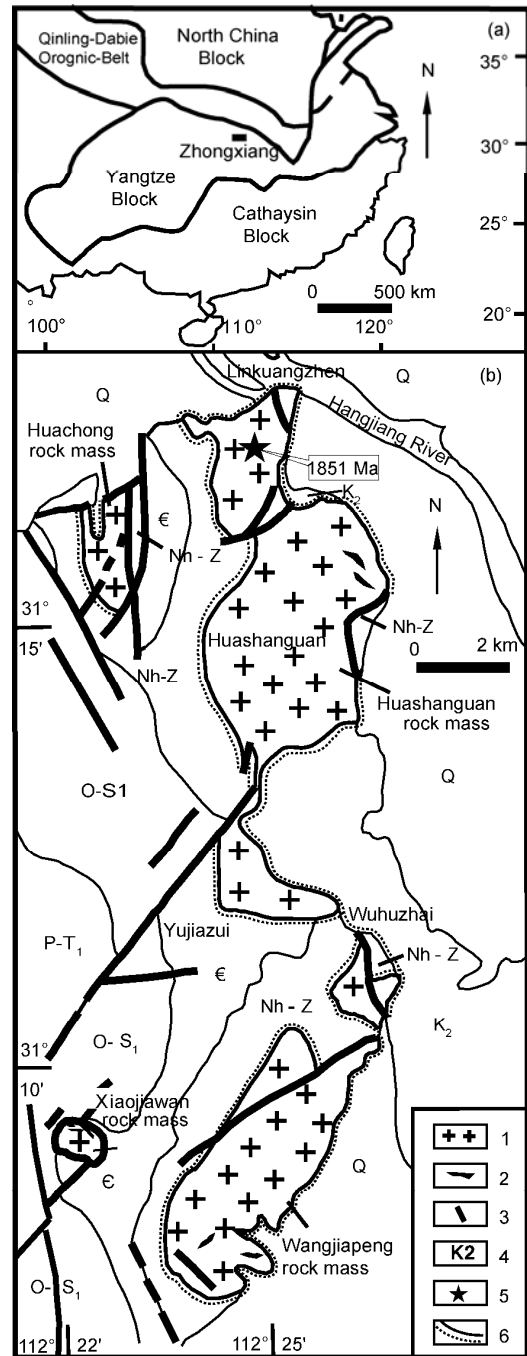 (a)
Qinling-Dabie
Orognic-Belt
North China
Block
35°
N
Zhongxiang
30°
Yangtze
Block
Cathaysin
Block
25°
0 500 km
°
100° 110° 120°
20°
(b)
Linkuangzhen
Q
Q
Hangjiang River
Huachong
rock mass
1851 Ma
K2
€
Nh - Z
N
31°
15'
Huashanguan
Nh-Z
0 2 km
Nh-Z
Huashanguan
rock mass
Q
O-S1
Wuhuzhai
P-T1
Yujiazui
Nh - Z
€
Nh - Z
K2
O- S1
31°
10'
Xiaojiawan
rock mass
Q
€
Wangjiapeng
rock mass
O- S1
112° 22' 112° 25'
1
2
3
K2 4
5
6